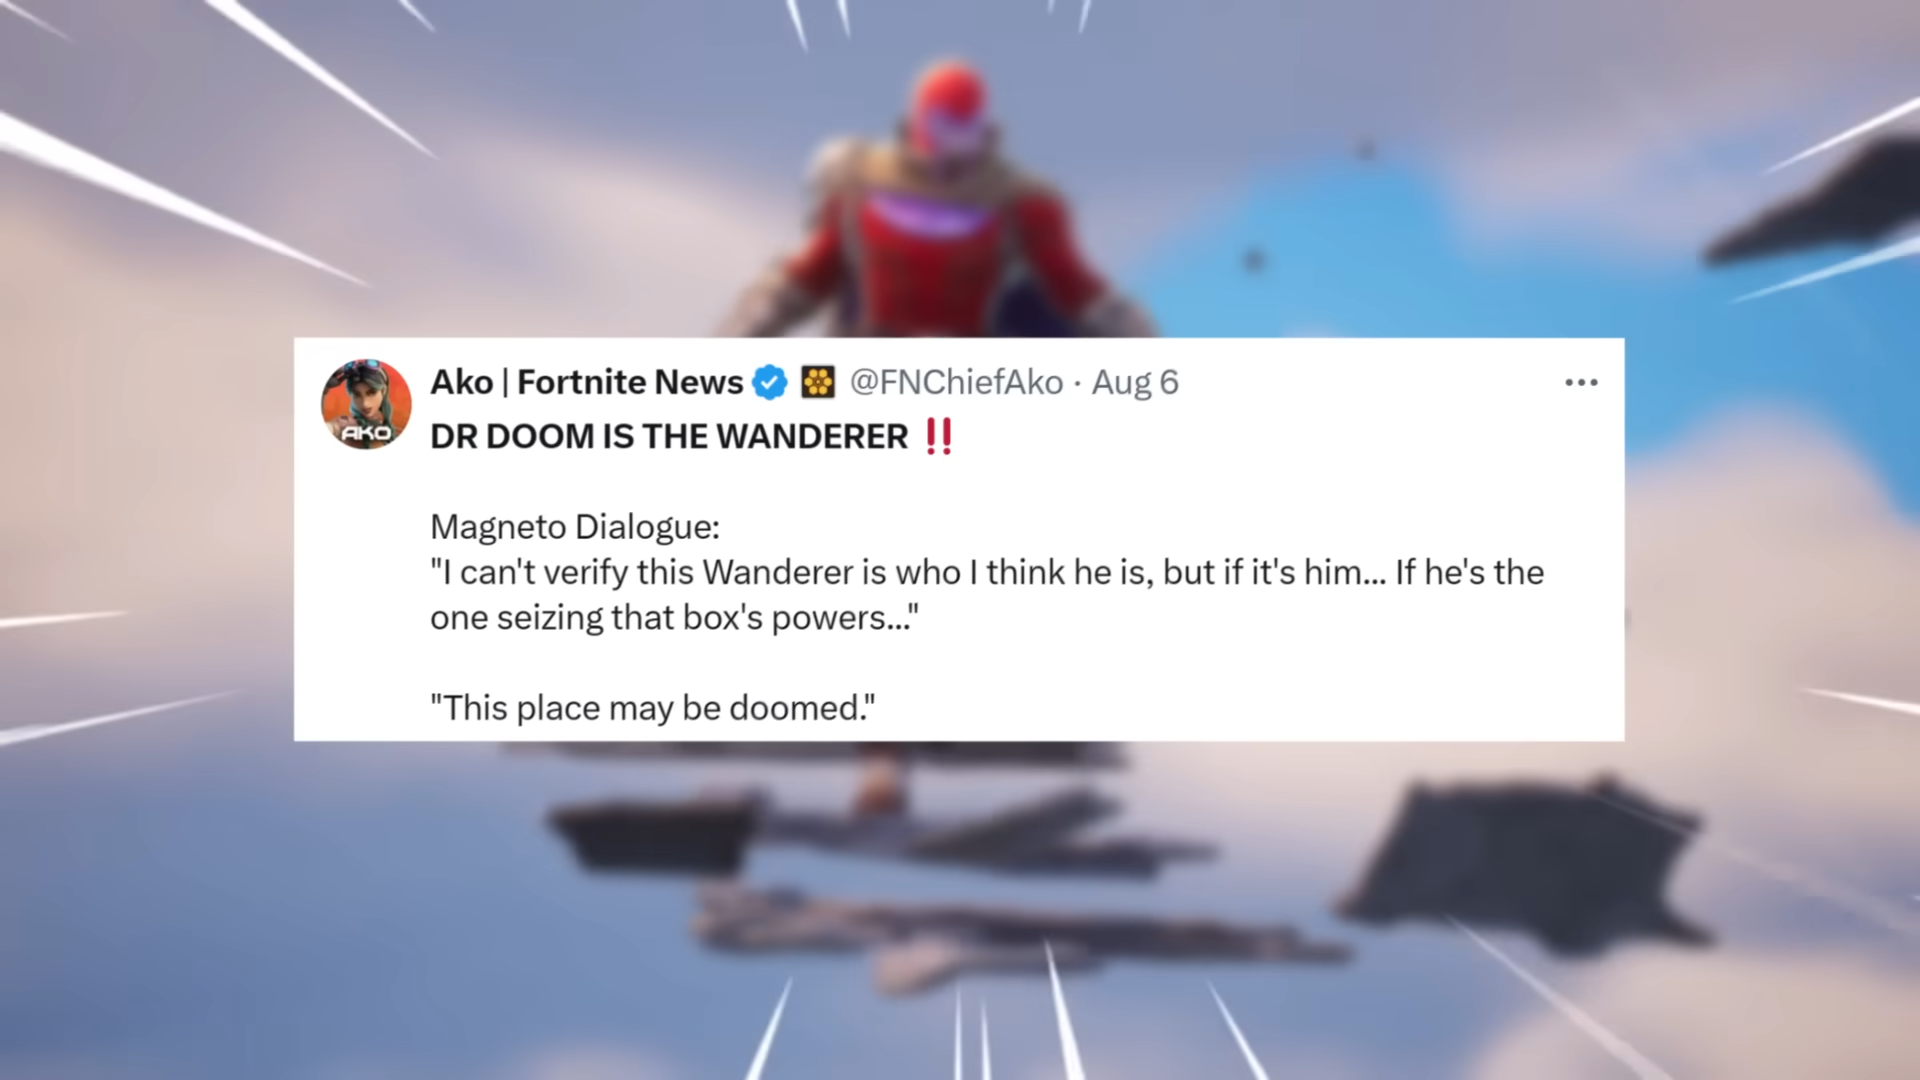 Ako | Fortnite News @FNChiefAko · Aug 6
DR DOOM IS THE WANDERER ‼️
Magneto Dialogue:
"I can't verify this Wanderer is who I think he is, but if it's him... If he's the
one seizing that box's powers..."
"This place may be doomed."
AKO